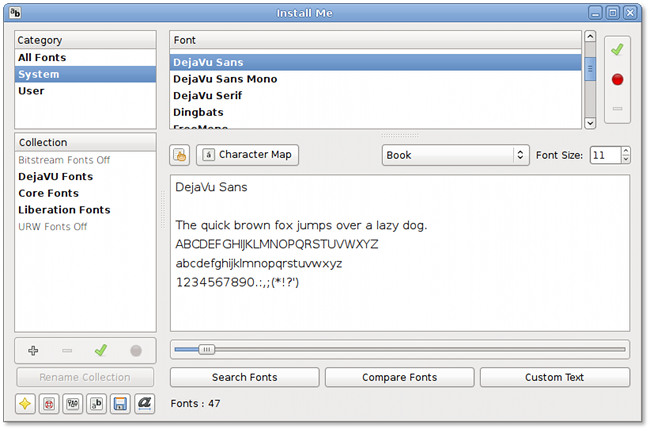 Install Me
Category
All Fonts
System
User
Collection
Bitstream Fonts Off
DejaVU Fonts
Core Fonts
Liberation Fonts
URW Fonts Off
Rename Collection
Font
DejaVu Sans
DejaVu Sans Mono
DejaVu Serif
Dingbats
FreeMono
Character Map
Book
Font Size: 11
DejaVu Sans
The quick brown fox jumps over a lazy dog.
ABCDEFGHIJKLMNOPQRSTUVWXYZ
abcdefghijklmnopqrstuvwxyz
1234567890.:,;(*!?')
Search Fonts
Compare Fonts
Custom Text
Fonts : 47